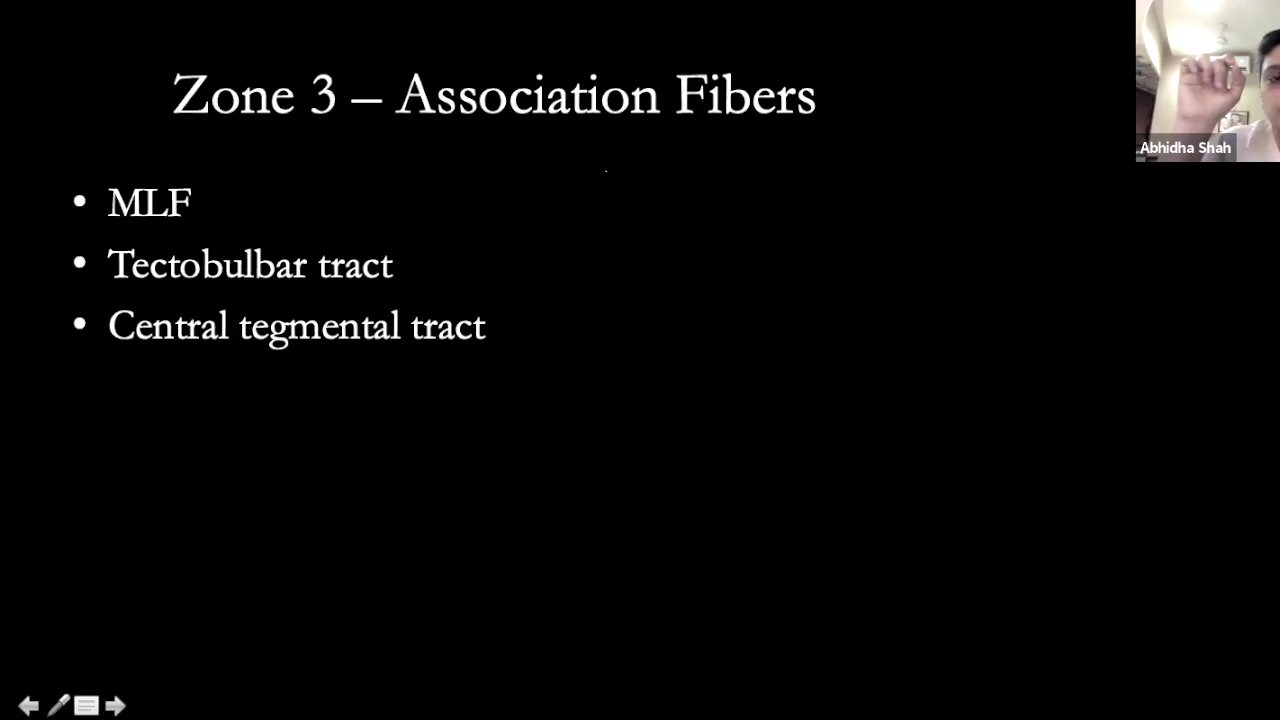 Zone 3 – Association Fibers
Abhidha Shah
• MLF
• Tectobulbar tract
• Central tegmental tract